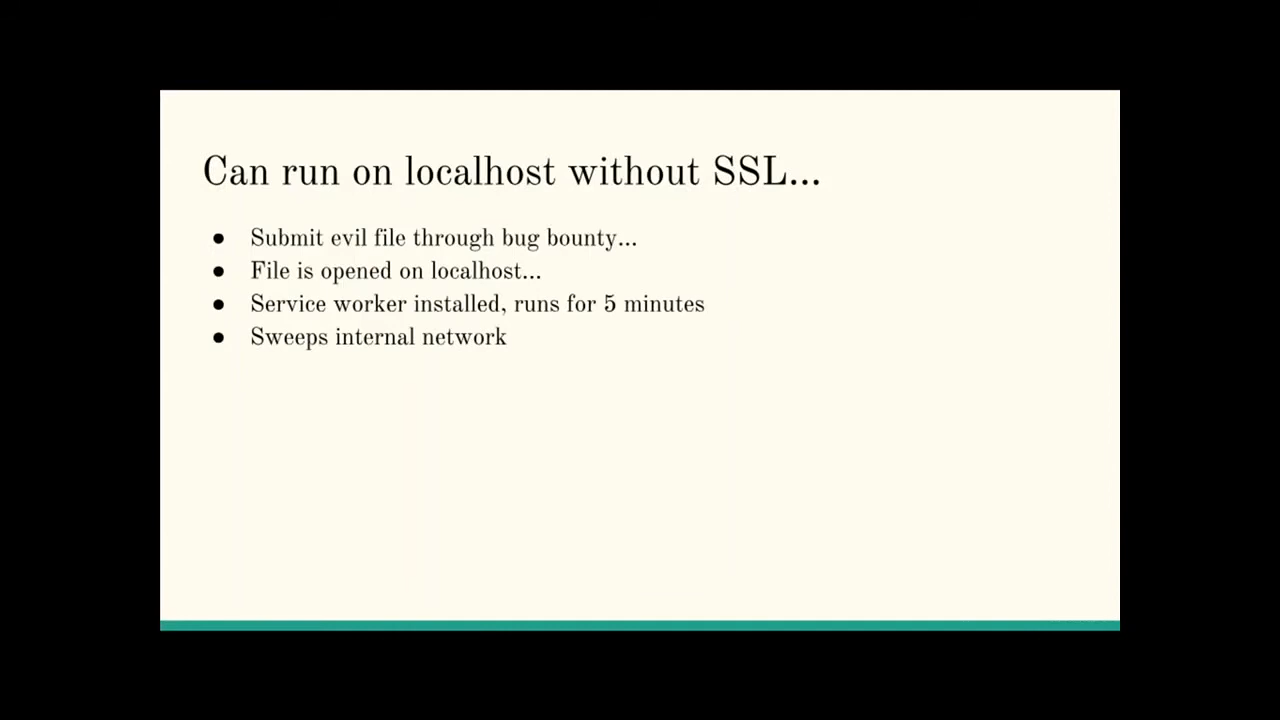 Can run on localhost without SSL...
● Submit evil file through bug bounty...
● File is opened on localhost...
● Service worker installed, runs for 5 minutes
● Sweeps internal network